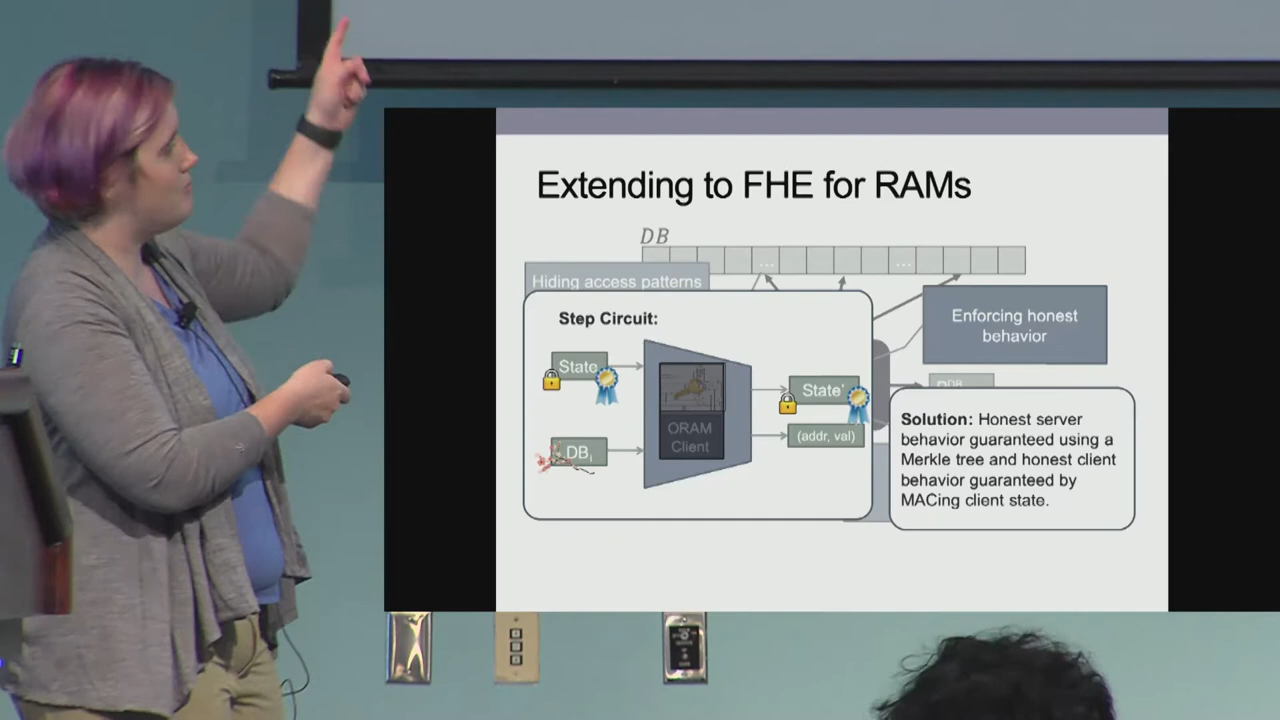 Extending to FHE for RAMs
DB
...
...
Hiding access patterns
Step Circuit:
Enforcing honest
behavior
State
State'
ORAM
Client
(addr, val)
DBi
Solution: Honest server
behavior guaranteed using a
Merkle tree and honest client
behavior guaranteed by
MACing client state.